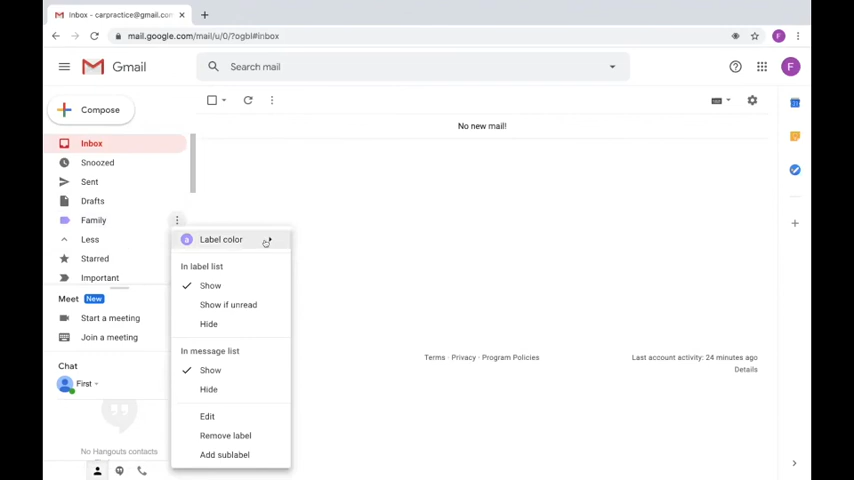 Inbox - carpractice@gmail.con
mail.google.com/mail/u/0/?ogbl#inbox
F
Gmail
Search mail
F
Compose
No new mail!
Inbox
Snoozed
Sent
Drafts
Family
Less
Starred
Important
a Label color
In label list
Show
Show if unread
Hide
In message list
Show
Hide
Edit
Remove label
Add sublabel
Meet New
Start a meeting
Join a meeting
Chat
First
No Hangouts contacts
Terms · Privacy · Program Policies
Last account activity: 24 minutes ago
Details